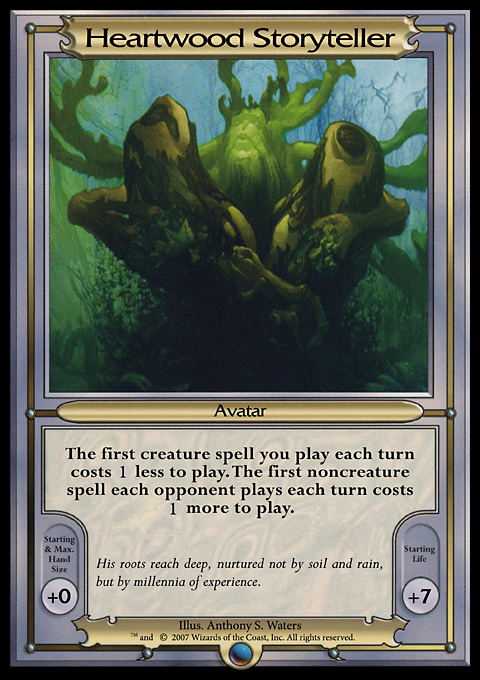 Heartwood Storyteller
Avatar
The first creature spell you play each turn
costs 1 less to play. The first noncreature
spell each opponent plays each turn costs
1 more to play.
Starting
& Max.
Hand
Size
+0
His roots reach deep, nurtured not by soil and rain,
but by millennia of experience.
Starting
Life
+7
Illus. Anthony S. Waters
™ and © 2007 Wizards of the Coast, Inc. All rights reserved.